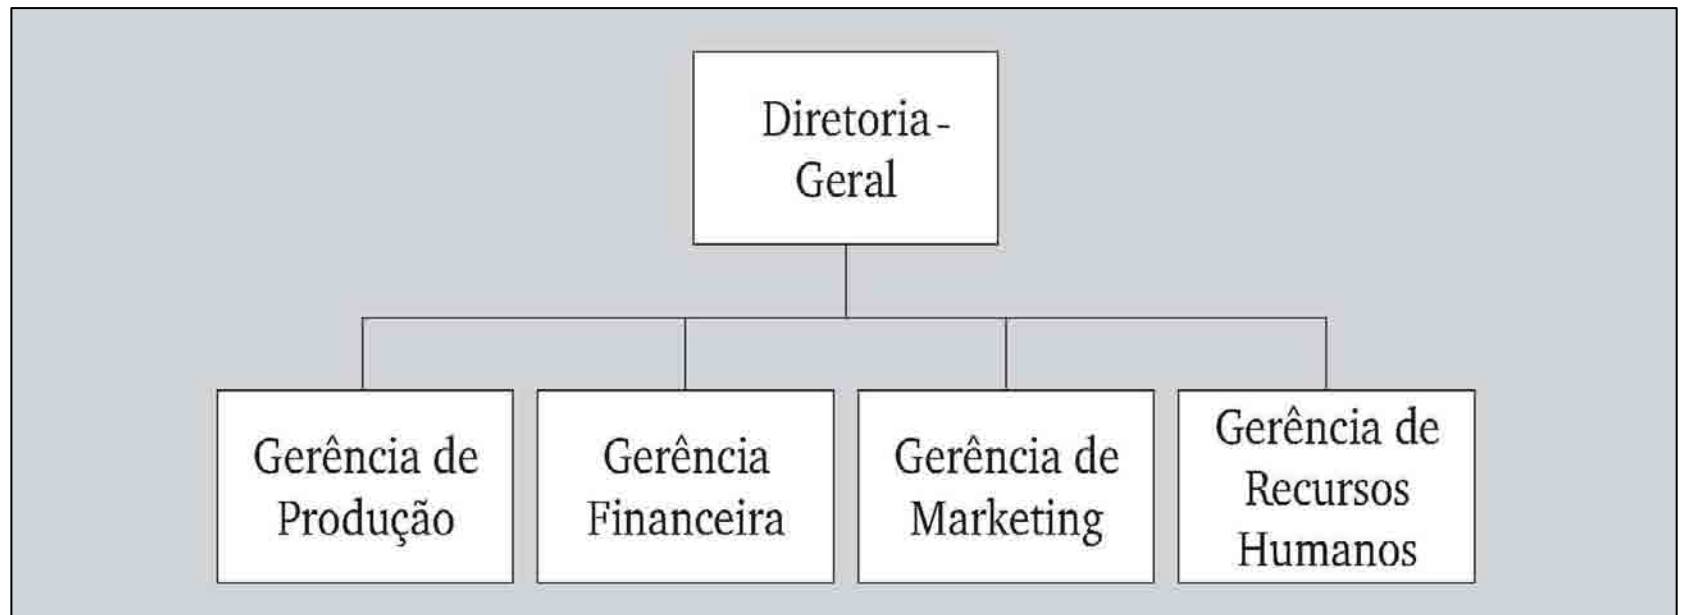 Diretoria-
Geral
Gerência de
Produção
Gerência
Financeira
Gerência de
Marketing
Gerência de
Recursos
Humanos